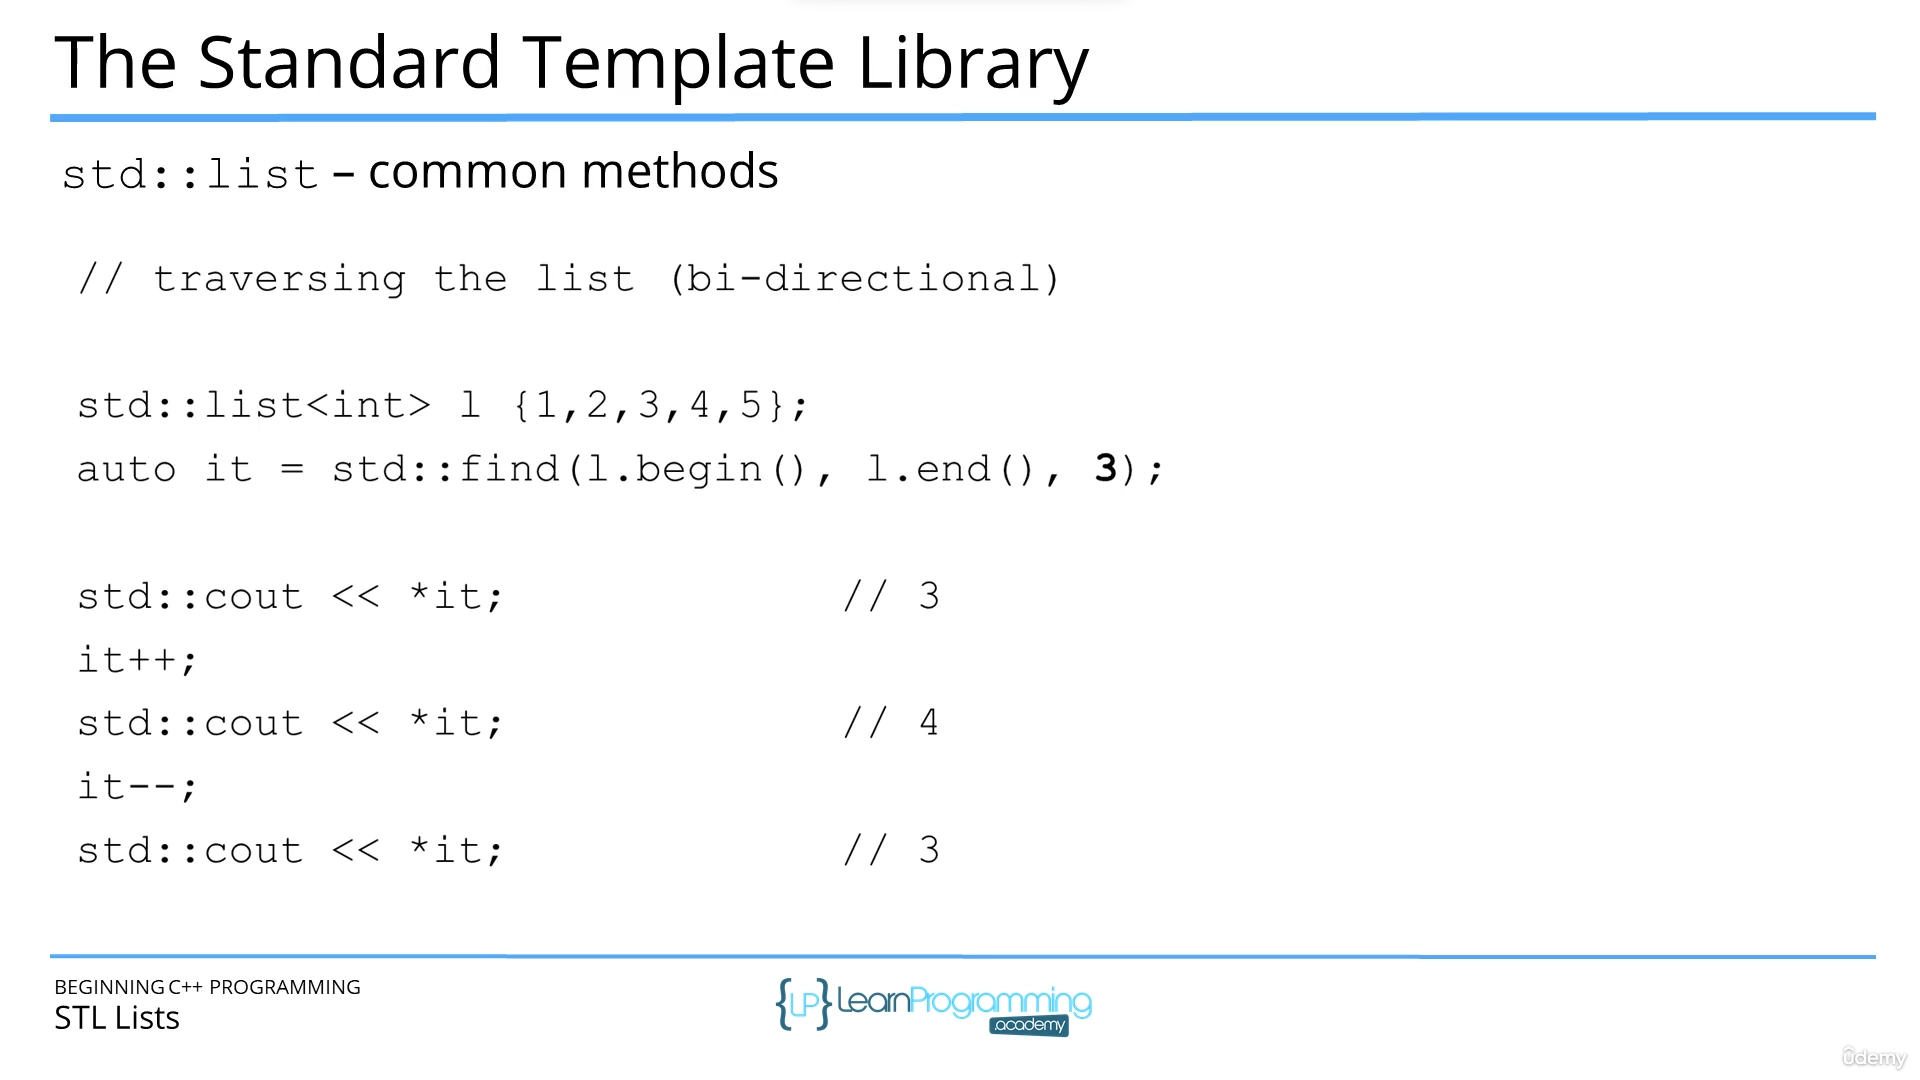 The Standard Template Library
std::list – common methods
// traversing the list (bi-directional)
std::list<int> l {1,2,3,4,5};
auto it = std::find(l.begin(), l.end(), 3);
std::cout << *it; // 3
it++;
std::cout << *it; // 4
it--;
std::cout << *it; // 3
BEGINNING C++ PROGRAMMING
STL Lists
{LP} LearnProgramming
.academy
ûdemy